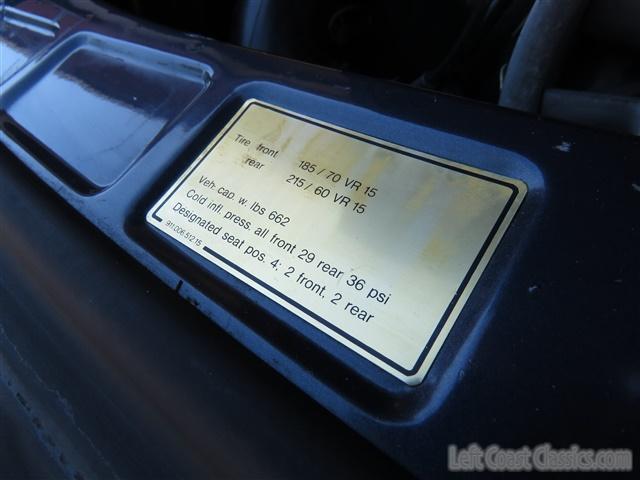 Tire front 185 / 70 VR 15
rear 215 / 60 VR 15
Veh. cap. w. lbs 662
Cold infl. press. all front 29 rear 36 psi
Designated seat pos. 4; 2 front, 2 rear
911.006.512.15
Left Coast Classics.com